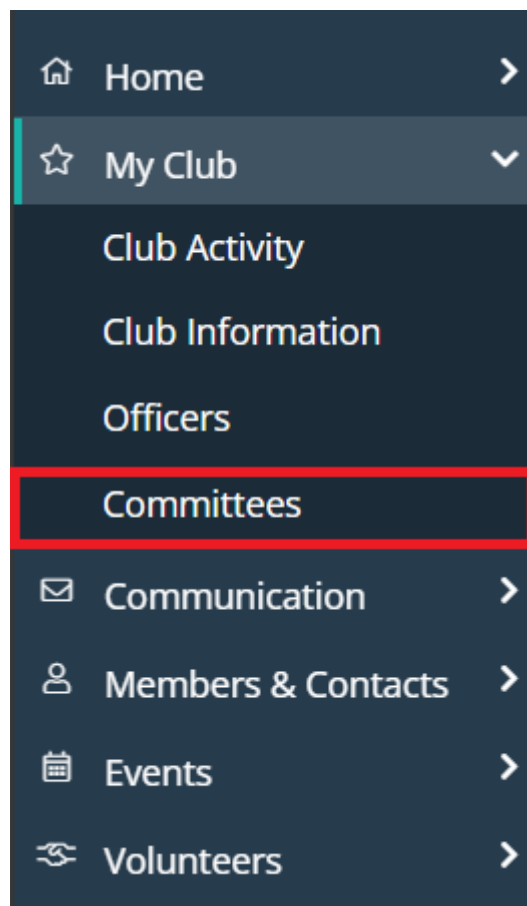 Home
My Club
Club Activity
Club Information
Officers
Committees
Communication
Members & Contacts
Events
Volunteers